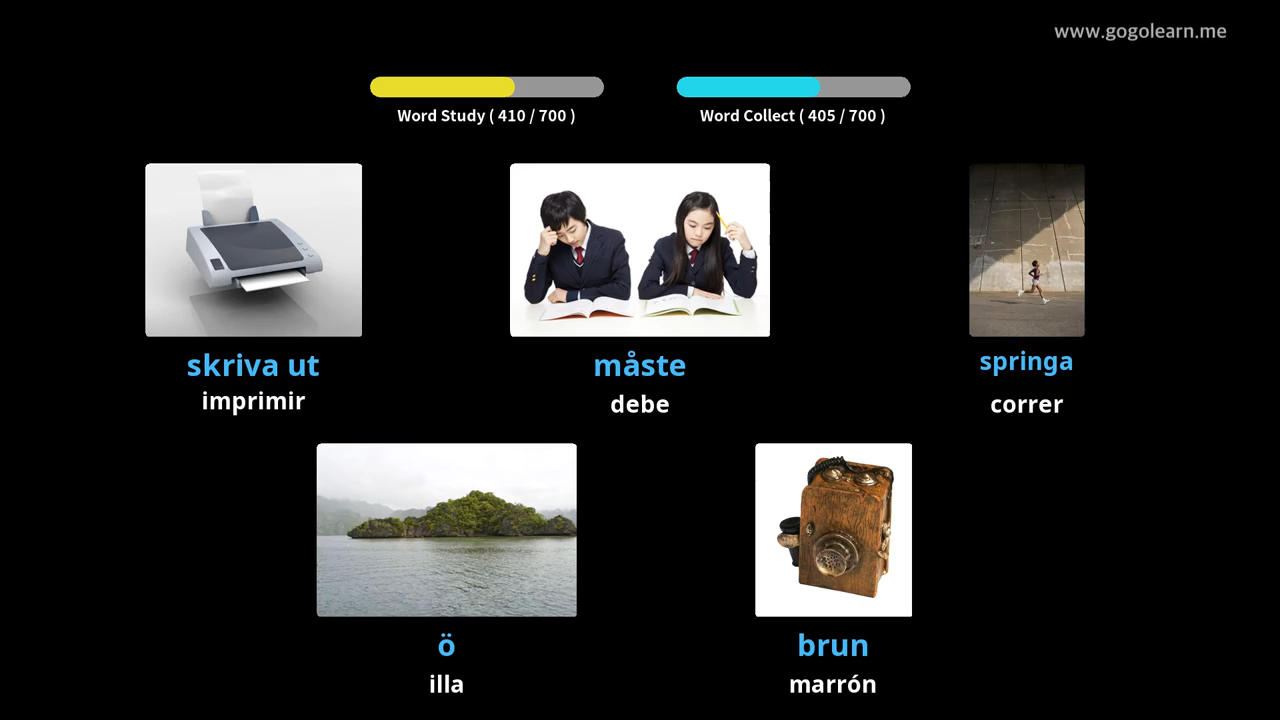 www.gogolearn.me
Word Study ( 410 / 700 )
Word Collect ( 405 / 700 )
skriva ut
imprimir
måste
debe
springa
correr
ö
illa
brun
marrón